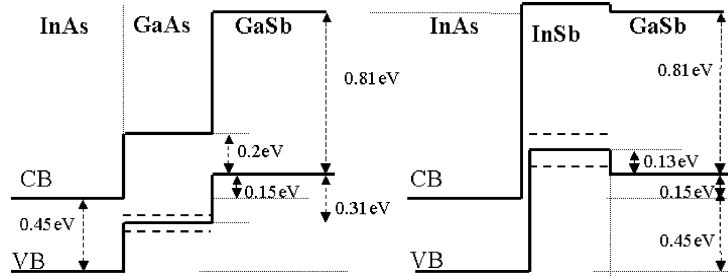 InAs GaAs GaSb
0.81eV
0.2eV
CB
0.15eV
0.31eV
0.45eV
VB
InAs InSb GaSb
0.81eV
0.13eV
CB
0.15eV
0.45eV
VB